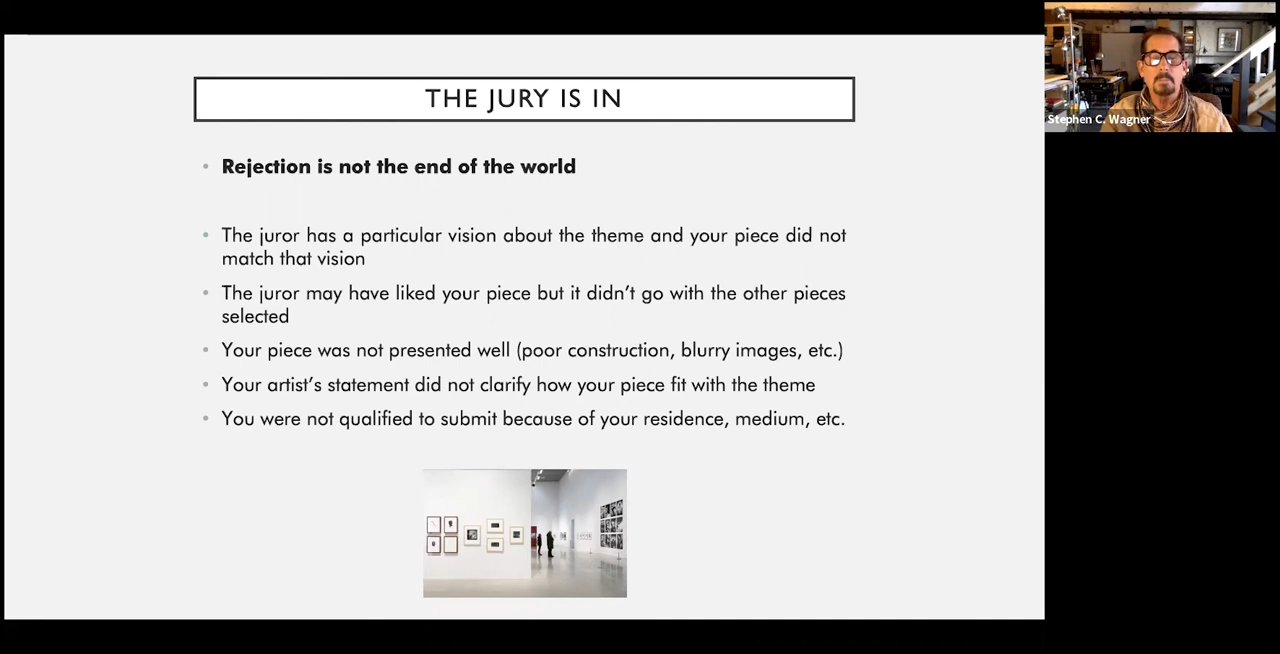 THE JURY IS IN
Stephen C. Wagner
• Rejection is not the end of the world
• The juror has a particular vision about the theme and your piece did not
match that vision
• The juror may have liked your piece but it didn't go with the other pieces
selected
• Your piece was not presented well (poor construction, blurry images, etc.)
• Your artist's statement did not clarify how your piece fit with the theme
• You were not qualified to submit because of your residence, medium, etc.